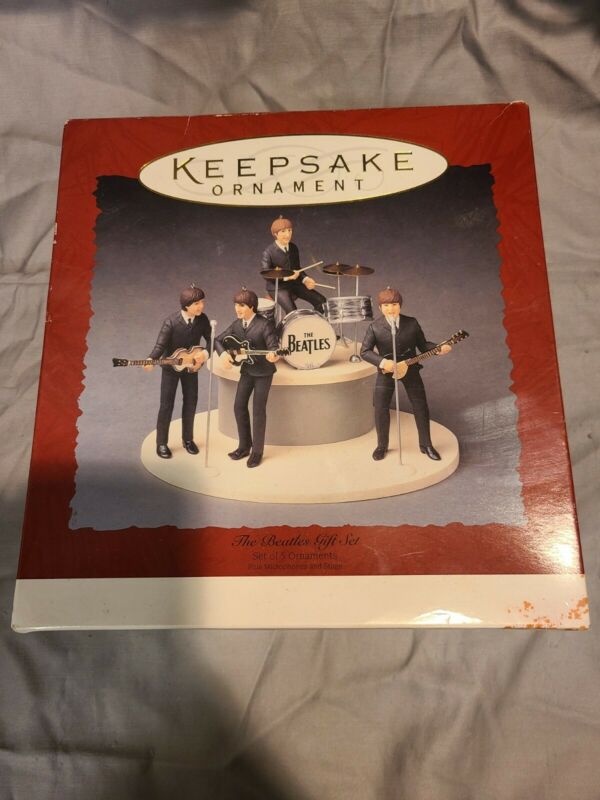 KEEPSAKE
ORNAMENT
THE
BEATLES
The Beatles Gift Set
Set of 5 Ornaments
Plus Microphones and Stage